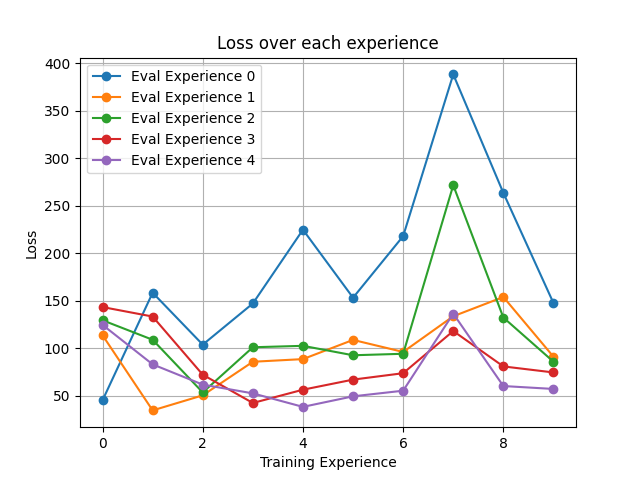 Loss over each experience
400
350
300
250
200
150
100
50
Loss
Eval Experience 0
Eval Experience 1
Eval Experience 2
Eval Experience 3
Eval Experience 4
0 2 4 6 8
Training Experience